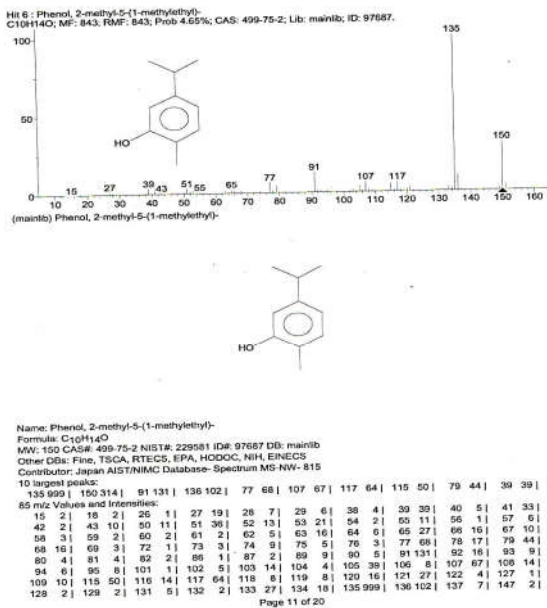 Hit 6 : Phenol, 2-methyl-5-(1-methylethyl)-
C10H14O; MF: 843; RMF: 843; Prob 4.65%; CAS: 499-75-2; Lib: mainlib; ID: 97687.
100
135
50
HO
150
15 27 39 43 51 55 65 77 91 107 117
0
10 20 30 40 50 60 70 80 90 100 110 120 130 140 150 160
(mainlib) Phenol, 2-methyl-5-(1-methylethyl)-
HO
Name: Phenol, 2-methyl-5-(1-methylethyl)-
Formula: C10H14O
MW: 150 CAS#: 499-75-2 NIST#: 229581 ID#: 97687 DB: mainlib
Other DBs: Fine, TSCA, RTECS, EPA, HODOC, NIH, EINECS
Contributor: Japan AIST/NIMC Database- Spectrum MS-NW- 815
10 largest peaks:
135 999 | 150 314 | 91 131 | 136 102 | 77 68 | 107 67 | 117 64 | 115 50 | 79 44 | 39 39 |
85 m/z Values and Intensities:
15 2 | 18 2 | 26 1 | 27 19 | 28 7 | 29 6 | 38 4 | 39 39 | 40 5 | 41 33 |
42 2 | 43 10 | 50 11 | 51 36 | 52 13 | 53 21 | 54 2 | 55 11 | 56 1 | 57 6 |
58 3 | 59 2 | 60 2 | 61 2 | 62 5 | 63 16 | 64 6 | 65 27 | 66 16 | 67 10 |
68 16 | 69 3 | 72 1 | 73 3 | 74 9 | 75 5 | 76 3 | 77 68 | 78 17 | 79 44 |
80 4 | 81 4 | 82 2 | 86 1 | 87 2 | 89 9 | 90 5 | 91 131 | 92 16 | 93 9 |
94 6 | 95 8 | 101 1 | 102 5 | 103 14 | 104 4 | 105 39 | 106 8 | 107 67 | 108 14 |
109 10 | 115 50 | 116 14 | 117 64 | 118 8 | 119 8 | 120 16 | 121 27 | 122 4 | 127 1 |
128 2 | 129 2 | 131 5 | 132 2 | 133 27 | 134 18 | 135 999 | 136 102 | 137 7 | 147 2 |
Page 11 of 20